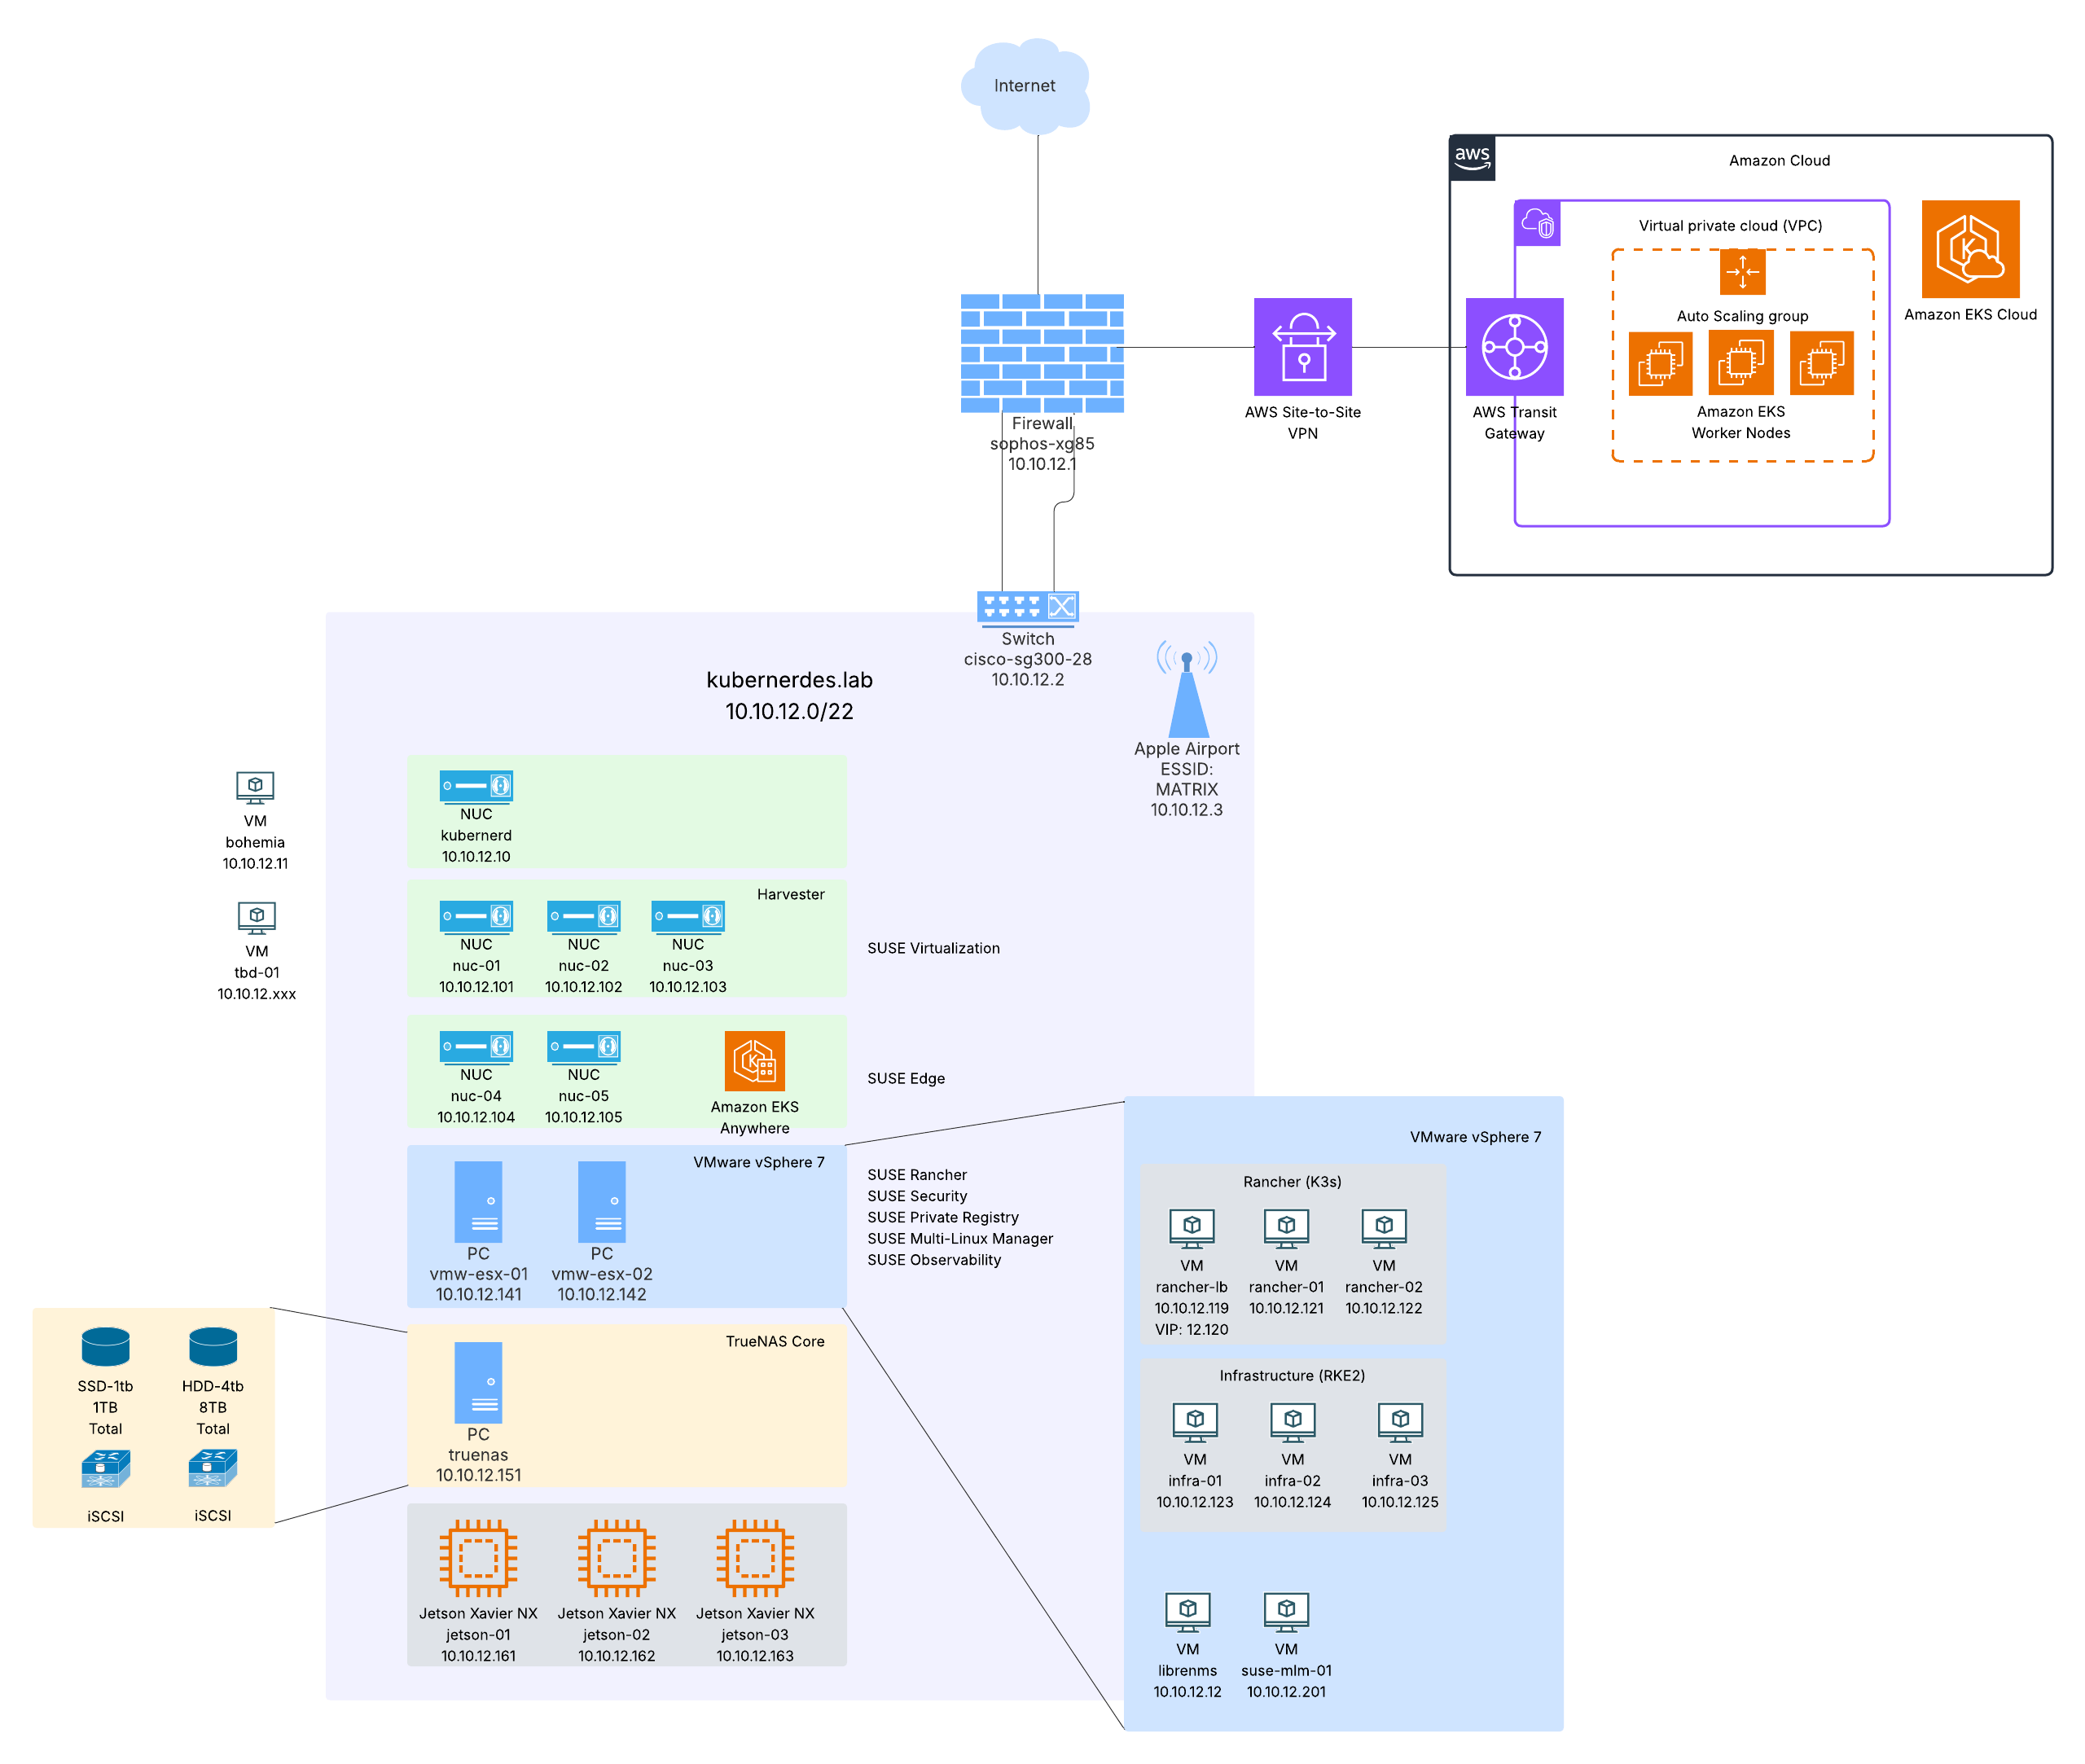 Internet
aws
Amazon Cloud
Virtual private cloud (VPC)
Auto Scaling group
Amazon EKS
Worker Nodes
Amazon EKS Cloud
AWS Site-to-Site
VPN
AWS Transit
Gateway
Firewall
sophos-xg85
10.10.12.1
Switch
cisco-sg300-28
10.10.12.2
kubernerdes.lab
10.10.12.0/22
Apple Airport
ESSID:
MATRIX
10.10.12.3
VM
bohemia
10.10.12.11
VM
tbd-01
10.10.12.xxx
NUC
kubernerd
10.10.12.10
Harvester
NUC
nuc-01
10.10.12.101
NUC
nuc-02
10.10.12.102
NUC
nuc-03
10.10.12.103
SUSE Virtualization
NUC
nuc-04
10.10.12.104
NUC
nuc-05
10.10.12.105
Amazon EKS
Anywhere
SUSE Edge
VMware vSphere 7
PC
vmw-esx-01
10.10.12.141
PC
vmw-esx-02
10.10.12.142
SUSE Rancher
SUSE Security
SUSE Private Registry
SUSE Multi-Linux Manager
SUSE Observability
VMware vSphere 7
Rancher (K3s)
VM
rancher-lb
10.10.12.119
VIP: 12.120
VM
rancher-01
10.10.12.121
VM
rancher-02
10.10.12.122
Infrastructure (RKE2)
VM
infra-01
10.10.12.123
VM
infra-02
10.10.12.124
VM
infra-03
10.10.12.125
VM
librenms
10.10.12.12
VM
suse-mlm-01
10.10.12.201
SSD-1tb
1TB
Total
iSCSI
HDD-4tb
8TB
Total
iSCSI
TrueNAS Core
PC
truenas
10.10.12.151
Jetson Xavier NX
jetson-01
10.10.12.161
Jetson Xavier NX
jetson-02
10.10.12.162
Jetson Xavier NX
jetson-03
10.10.12.163